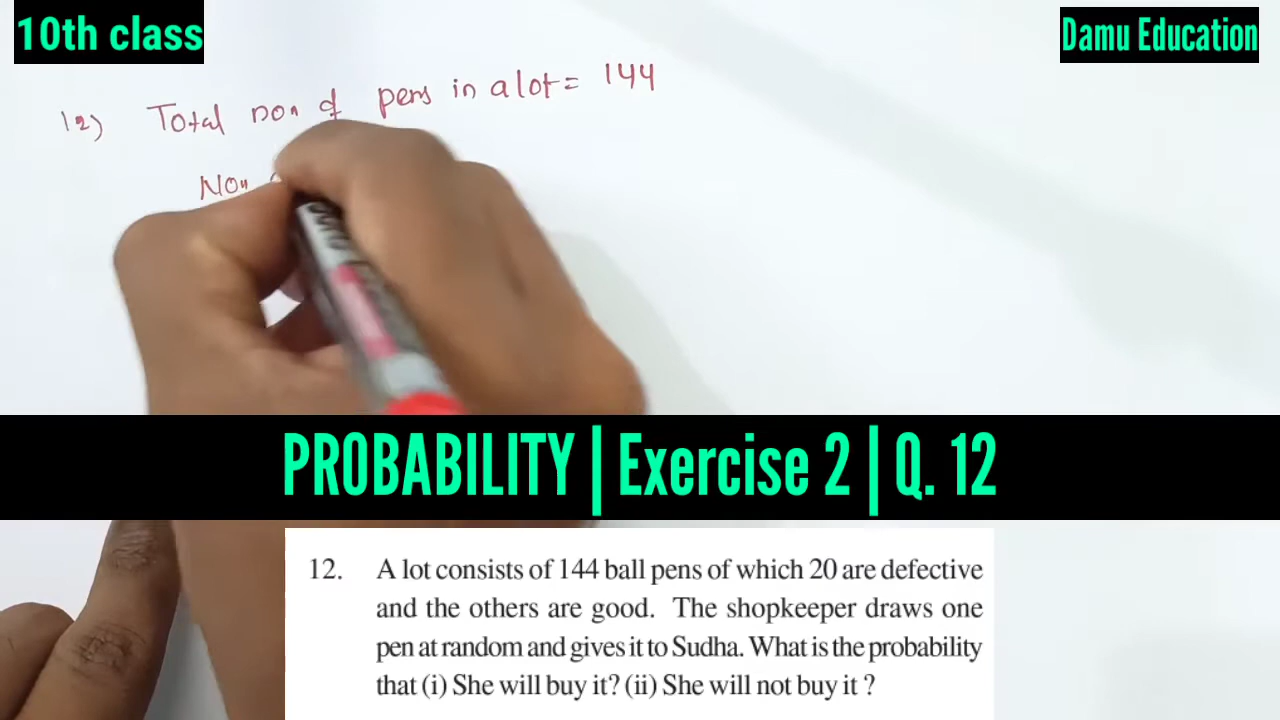 10th class
Damu Education
12) Total no. of pens in a lot = 144
No.
PROBABILITY | Exercise 2 | Q. 12
12. A lot consists of 144 ball pens of which 20 are defective
and the others are good. The shopkeeper draws one
pen at random and gives it to Sudha. What is the probability
that (i) She will buy it? (ii) She will not buy it ?